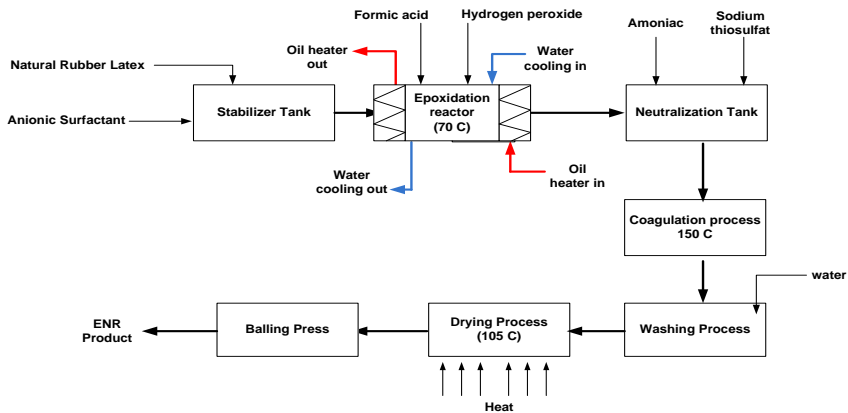 Formic acid
Hydrogen peroxide
Sodium
thiosulfat
Amoniac
Oil heater
out
Water
cooling in
Natural Rubber Latex
Anionic Surfactant
Stabilizer Tank
Epoxidation
reactor
(70 C)
Neutralization Tank
Water
cooling out
Oil
heater in
Coagulation process
150 C
water
ENR
Product
Balling Press
Drying Process
(105 C)
Washing Process
Heat